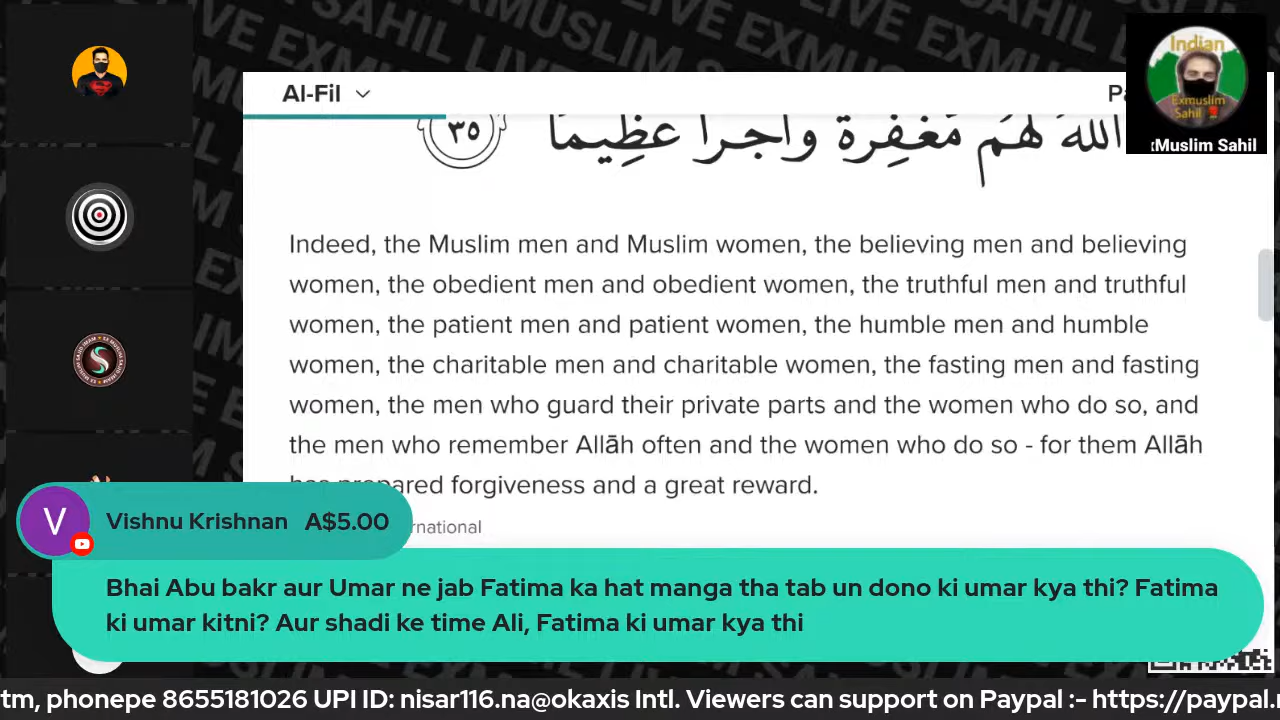 Al-Fil
Indian
Exmuslim
Sahil
Muslim Sahil
٣٥
الله لهم مغفرة وأجرا عظيما
Indeed, the Muslim men and Muslim women, the believing men and believing
women, the obedient men and obedient women, the truthful men and truthful
women, the patient men and patient women, the humble men and humble
women, the charitable men and charitable women, the fasting men and fasting
women, the men who guard their private parts and the women who do so, and
the men who remember Allāh often and the women who do so - for them Allāh
has prepared forgiveness and a great reward.
V
Vishnu Krishnan A$5.00
Bhai Abu bakr aur Umar ne jab Fatima ka hat manga tha tab un dono ki umar kya thi? Fatima
ki umar kitni? Aur shadi ke time Ali, Fatima ki umar kya thi
tm, phonepe 8655181026 UPI ID: nisar116.na@okaxis Intl. Viewers can support on Paypal :- https://paypal.